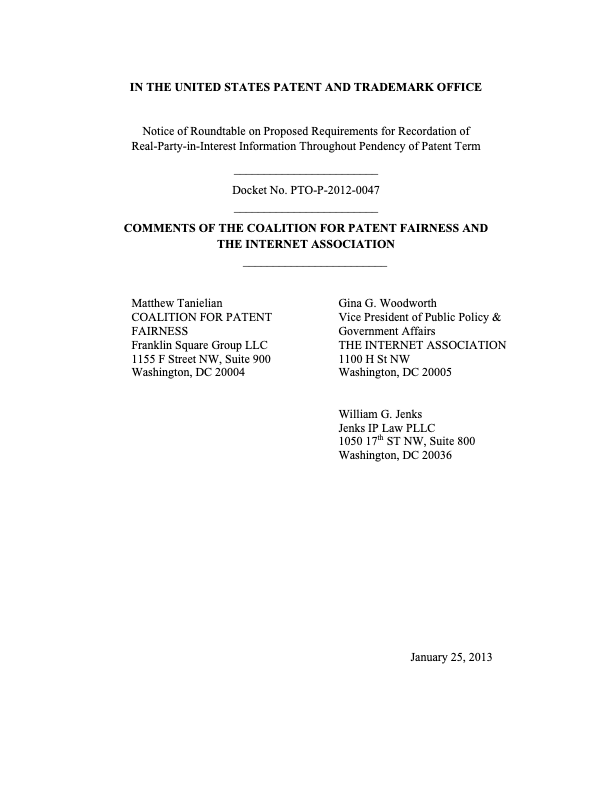 IN THE UNITED STATES PATENT AND TRADEMARK OFFICE
Notice of Roundtable on Proposed Requirements for Recordation of
Real-Party-in-Interest Information Throughout Pendency of Patent Term
Docket No. PTO-P-2012-0047
COMMENTS OF THE COALITION FOR PATENT FAIRNESS AND
THE INTERNET ASSOCIATION
Matthew Tanielian
COALITION FOR PATENT
FAIRNESS
Franklin Square Group LLC
1155 F Street NW, Suite 900
Washington, DC 20004
Gina G. Woodworth
Vice President of Public Policy &
Government Affairs
THE INTERNET ASSOCIATION
1100 H St NW
Washington, DC 20005
William G. Jenks
Jenks IP Law PLLC
1050 17th ST NW, Suite 800
Washington, DC 20036
January 25, 2013